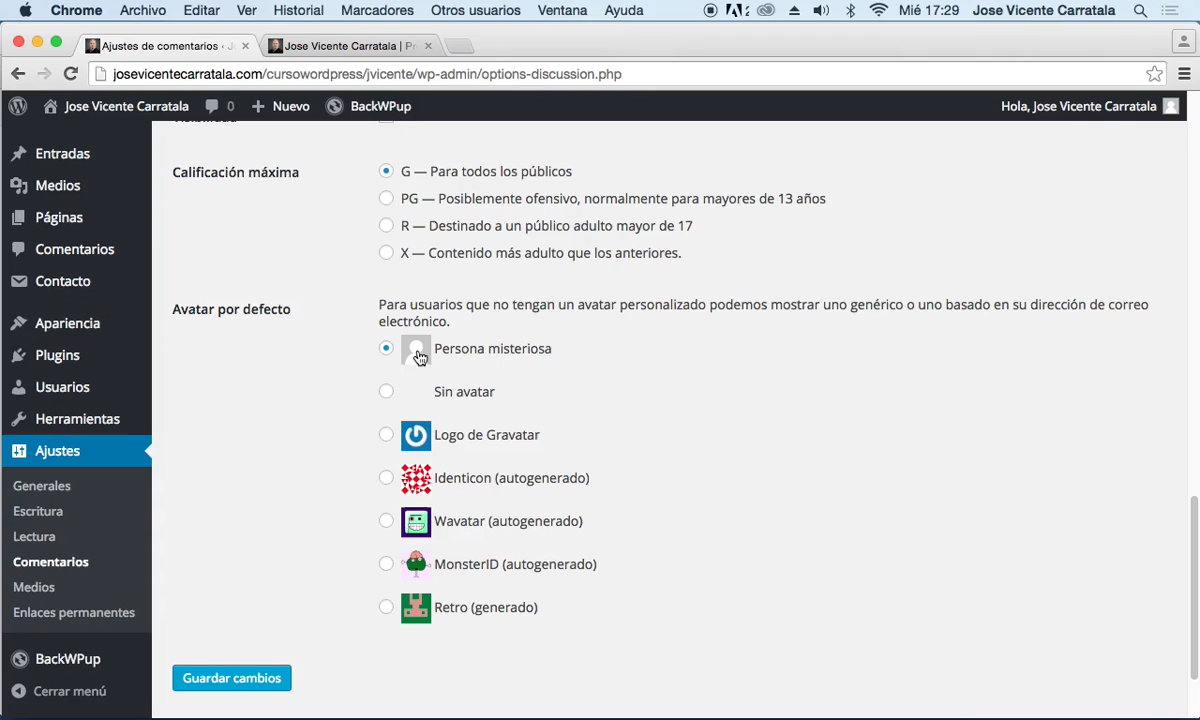 Chrome Archivo Editar Ver Historial Marcadores Otros usuarios Ventana Ayuda Mié 17:29 Jose Vicente Carratala
Ajustes de comentarios ‹ J Jose Vicente Carratala | Pr
josevicentecarratala.com/cursowordpress/jvicente/wp-admin/options-discussion.php
Jose Vicente Carratala 0 + Nuevo BackWPup Hola, Jose Vicente Carratala
Entradas
Medios
Páginas
Comentarios
Contacto
Apariencia
Plugins
Usuarios
Herramientas
Ajustes
Generales
Escritura
Lectura
Comentarios
Medios
Enlaces permanentes
BackWPup
Cerrar menú
Calificación máxima
G — Para todos los públicos
PG — Posiblemente ofensivo, normalmente para mayores de 13 años
R — Destinado a un público adulto mayor de 17
X — Contenido más adulto que los anteriores.
Avatar por defecto
Para usuarios que no tengan un avatar personalizado podemos mostrar uno genérico o uno basado en su dirección de correo
electrónico.
Persona misteriosa
Sin avatar
Logo de Gravatar
Identicon (autogenerado)
Wavatar (autogenerado)
MonsterID (autogenerado)
Retro (generado)
Guardar cambios